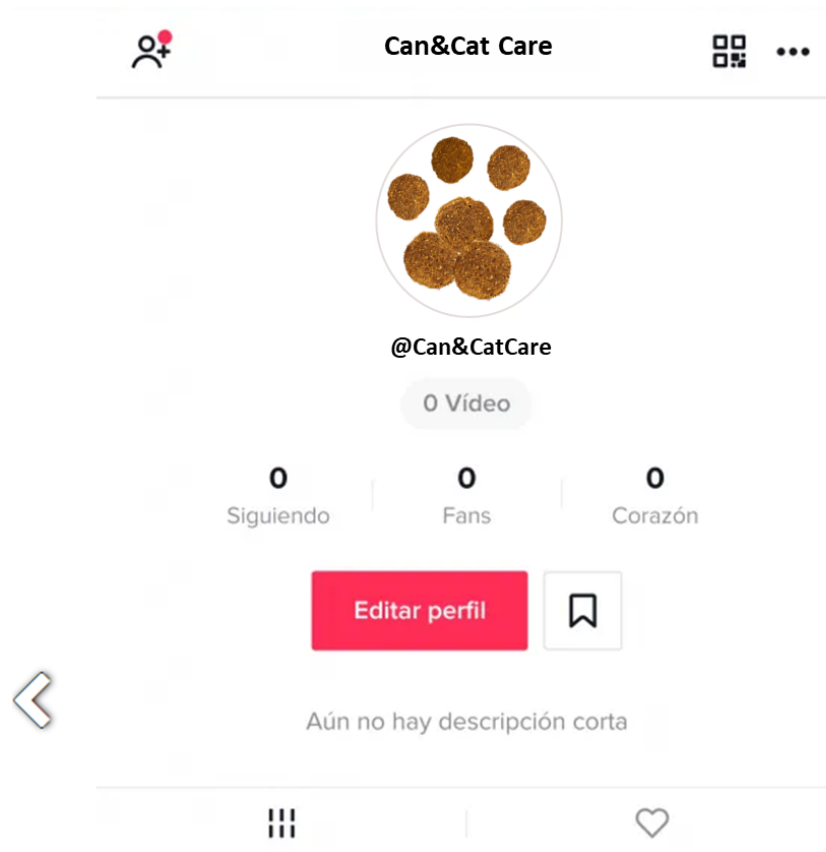 Can&Cat Care
@Can&CatCare
0 Vídeo
0 0 0
Siguiendo Fans Corazón
Editar perfil
Aún no hay descripción corta